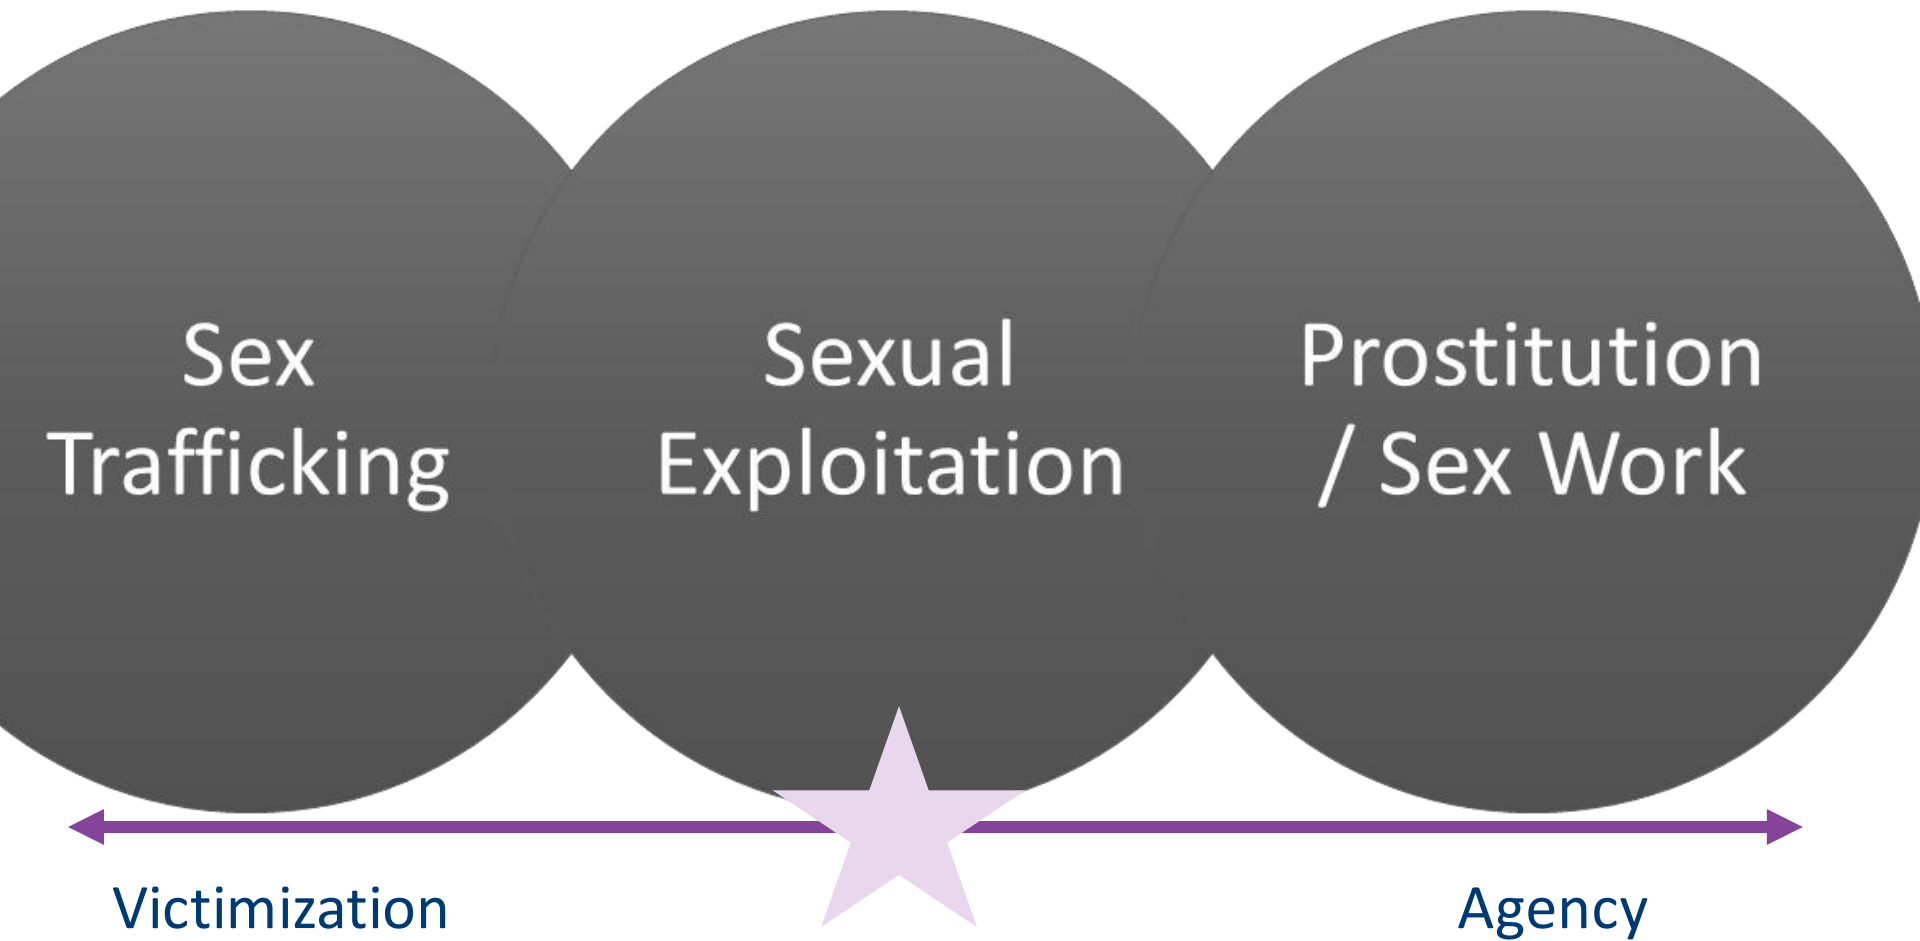 Sex
Trafficking
Sexual
Exploitation
Prostitution
/ Sex Work
Victimization
Agency